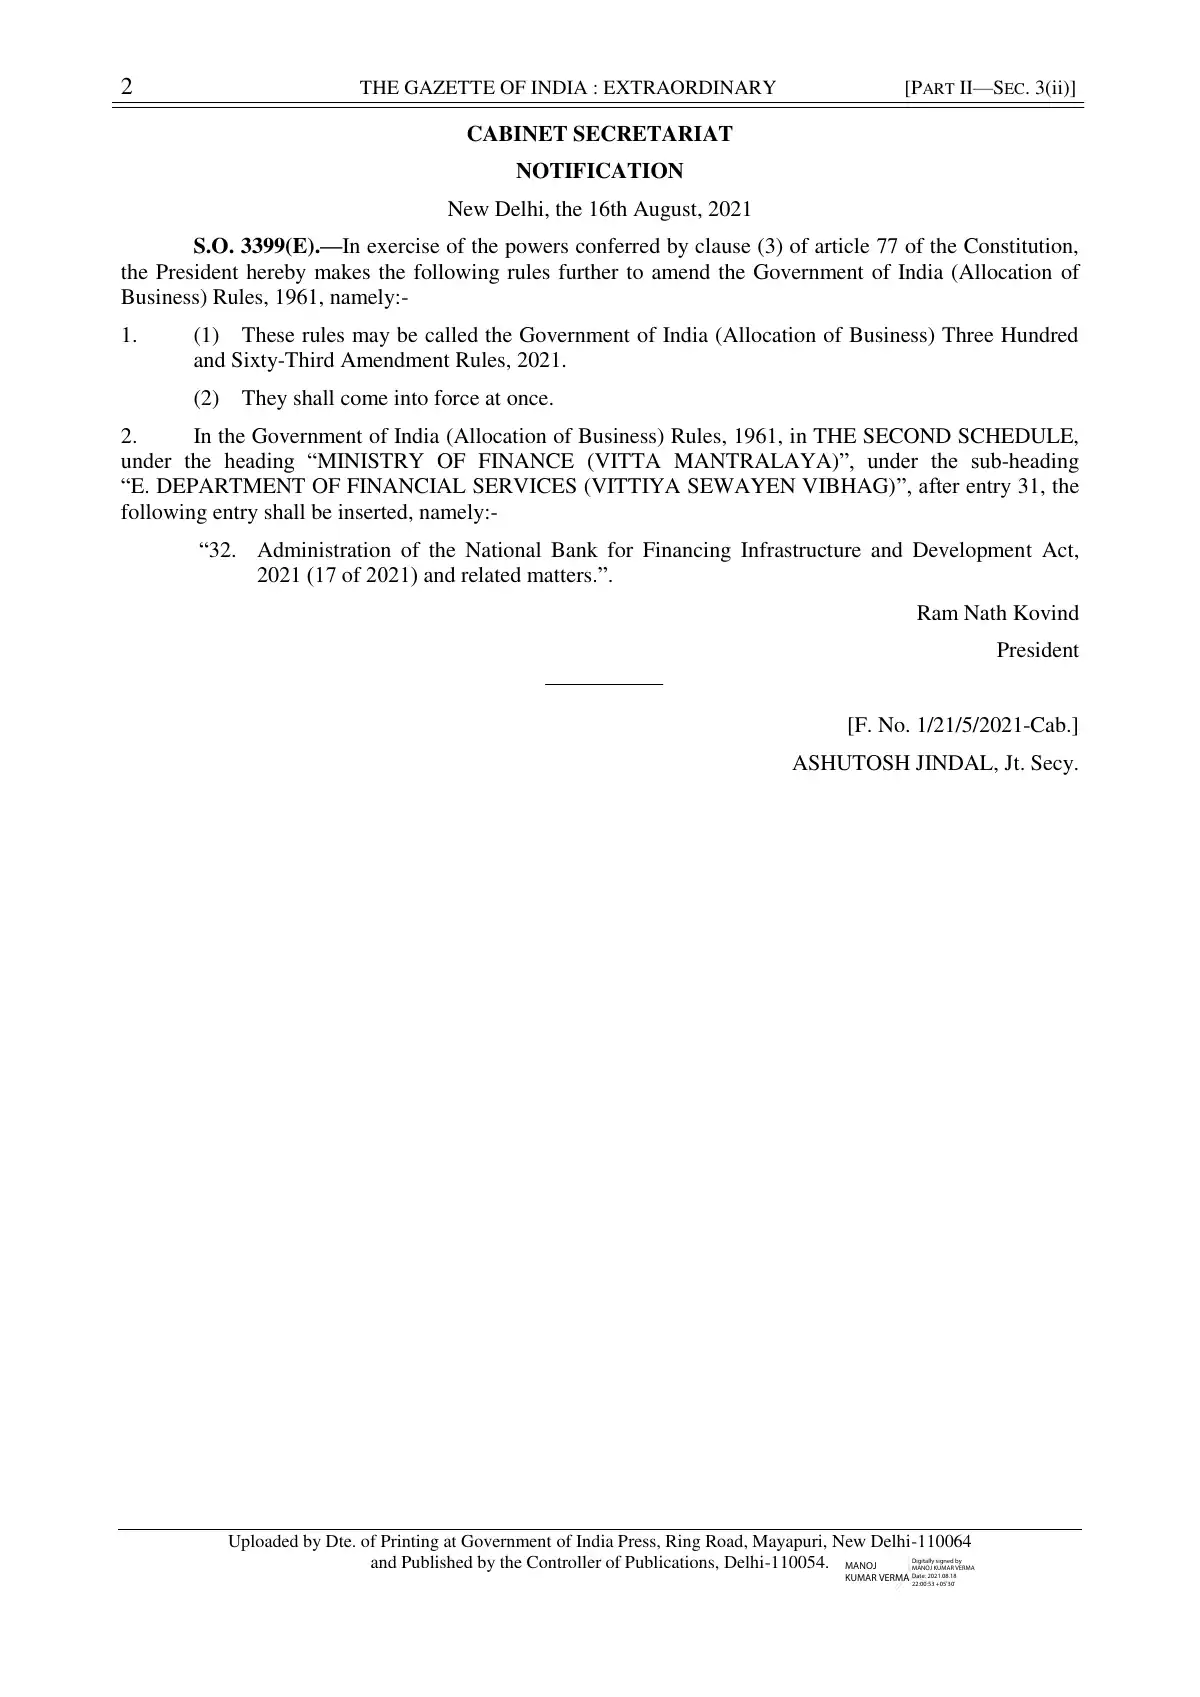 2 THE GAZETTE OF INDIA : EXTRAORDINARY [PART II—SEC. 3(ii)]
CABINET SECRETARIAT
NOTIFICATION
New Delhi, the 16th August, 2021
S.O. 3399(E).—In exercise of the powers conferred by clause (3) of article 77 of the Constitution,
the President hereby makes the following rules further to amend the Government of India (Allocation of
Business) Rules, 1961, namely:-
1. (1) These rules may be called the Government of India (Allocation of Business) Three Hundred
and Sixty-Third Amendment Rules, 2021.
(2) They shall come into force at once.
2. In the Government of India (Allocation of Business) Rules, 1961, in THE SECOND SCHEDULE,
under the heading “MINISTRY OF FINANCE (VITTA MANTRALAYA)”, under the sub-heading
“E. DEPARTMENT OF FINANCIAL SERVICES (VITTIYA SEWAYEN VIBHAG)”, after entry 31, the
following entry shall be inserted, namely:-
“32. Administration of the National Bank for Financing Infrastructure and Development Act,
2021 (17 of 2021) and related matters.”.
Ram Nath Kovind
President
[F. No. 1/21/5/2021-Cab.]
ASHUTOSH JINDAL, Jt. Secy.
Uploaded by Dte. of Printing at Government of India Press, Ring Road, Mayapuri, New Delhi-110064
and Published by the Controller of Publications, Delhi-110054.
MANOJ
KUMAR VERMA
Digitally signed by
MANOJ KUMAR VERMA
Date: 2021.08.18
22:00:53 +05'30'